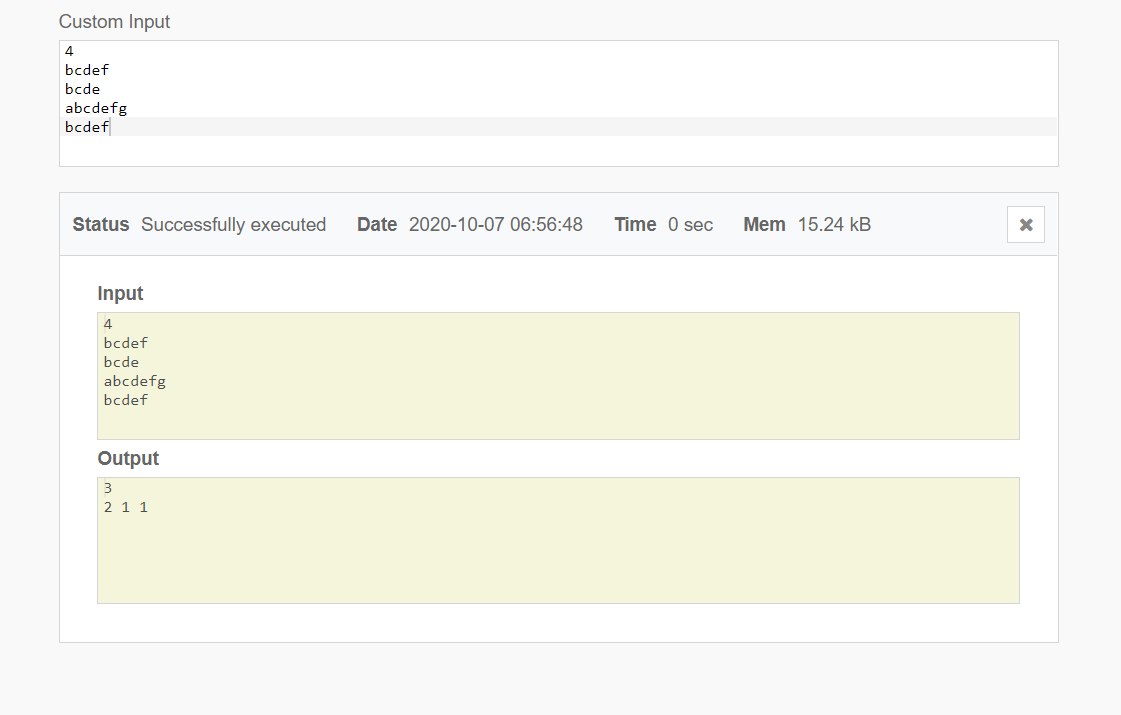 Custom Input
4
bcdef
bcde
abcdefg
bcdef
Status Successfully executed Date 2020-10-07 06:56:48 Time 0 sec Mem 15.24 kB
Input
4
bcdef
bcde
abcdefg
bcdef
Output
3
2 1 1